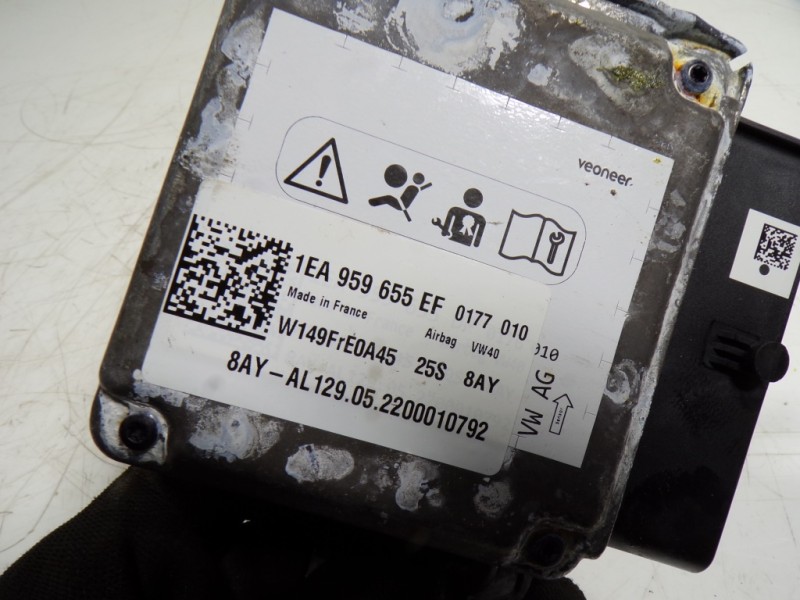 veoneer.
1EA 959 655 EF 0177 010
Made in France Airbag VW40
W149FrE0A45 25S 8AY
8AY-AL129.05.2200010792
010
VW AG